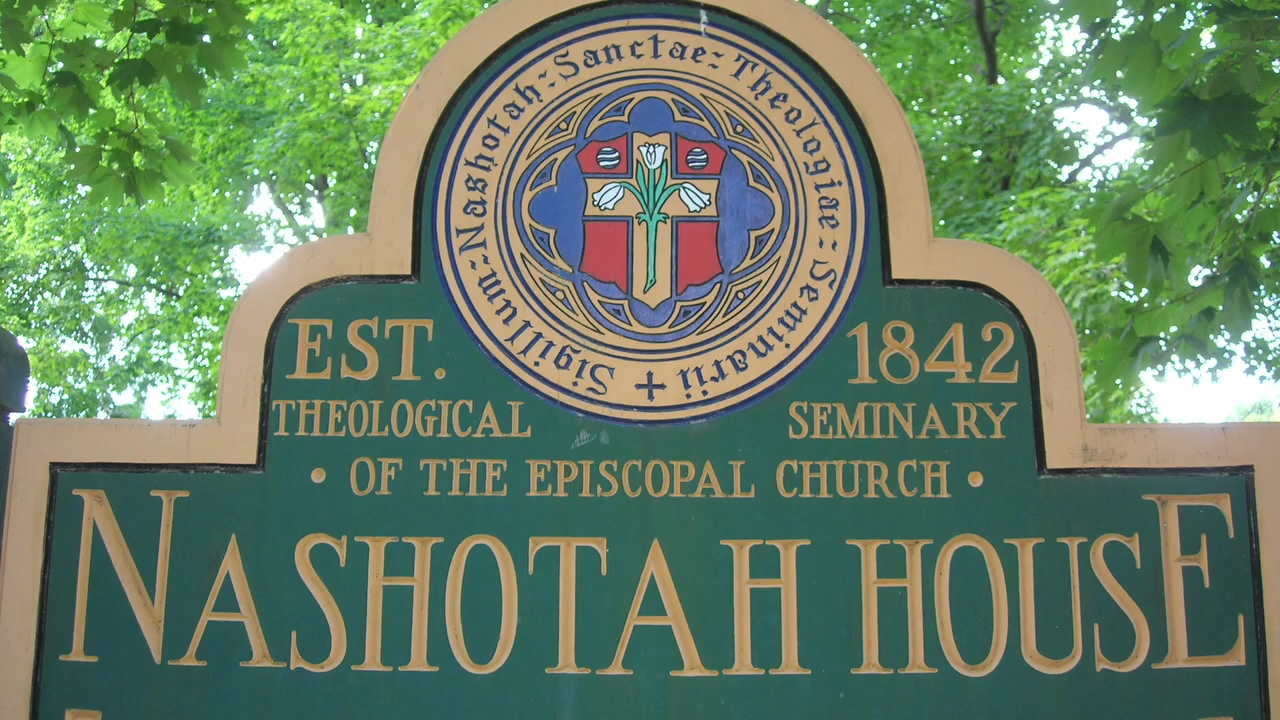 Sigillum~Nashotah~Sanctae~Theologiae~Seminarii +
EST. 1842
THEOLOGICAL SEMINARY
• OF THE EPISCOPAL CHURCH •
NASHOTAH HOUSE